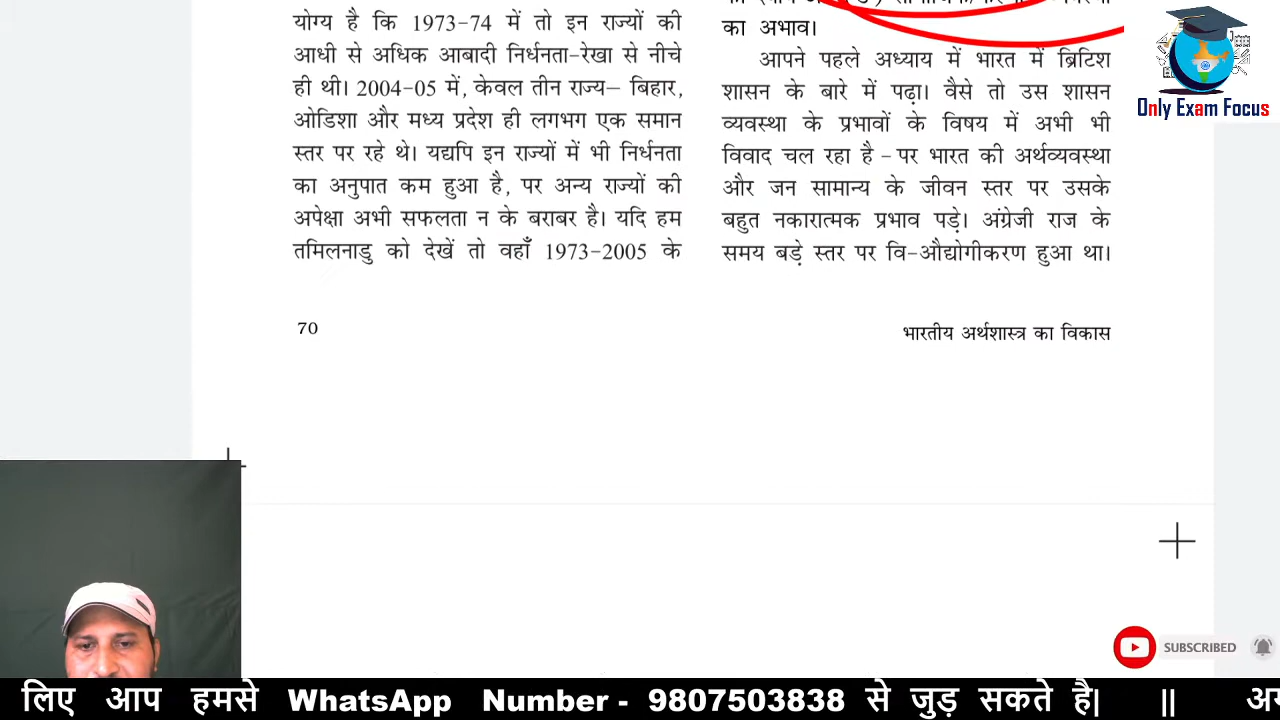 योग्य है कि 1973-74 में तो इन राज्यों की
आधी से अधिक आबादी निर्धनता-रेखा से नीचे
ही थी। 2004-05 में, केवल तीन राज्य– बिहार,
ओडिशा और मध्य प्रदेश ही लगभग एक समान
स्तर पर रहे थे। यद्यपि इन राज्यों में भी निर्धनता
का अनुपात कम हुआ है, पर अन्य राज्यों की
अपेक्षा अभी सफलता न के बराबर है। यदि हम
तमिलनाडु को देखें तो वहाँ 1973-2005 के
का अभाव।
आपने पहले अध्याय में भारत में ब्रिटिश
शासन के बारे में पढ़ा। वैसे तो उस शासन
व्यवस्था के प्रभावों के विषय में अभी भी
विवाद चल रहा है - पर भारत की अर्थव्यवस्था
और जन सामान्य के जीवन स्तर पर उसके
बहुत नकारात्मक प्रभाव पड़े। अंग्रेजी राज के
समय बड़े स्तर पर वि-औद्योगीकरण हुआ था।
70
भारतीय अर्थशास्त्र का विकास
Only Exam Focus
SUBSCRIBED
लिए आप हमसे WhatsApp Number - 9807503838 से जुड़ सकते है| || अ